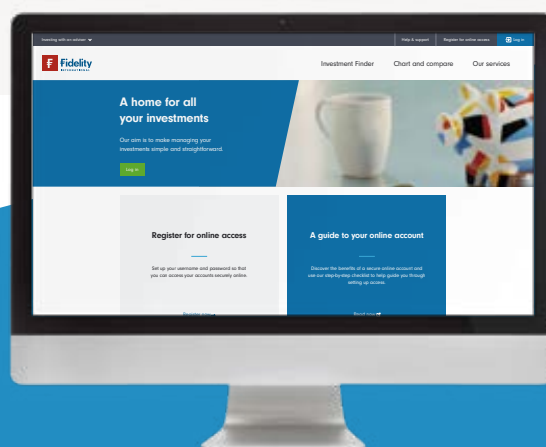 Investing with an adviser
Help & support
Register for online access
Log in
Fidelity
INTERNATIONAL
Investment Finder
Chart and compare
Our services
A home for all
your investments
Our aim is to make managing your
investments simple and straightforward.
Log in
Register for online access
Set up your username and password so that
you can access your accounts securely online.
Register now
A guide to your online account
Discover the benefits of a secure online account and
use our step-by-step checklist to help guide you through
setting up access.
Read now